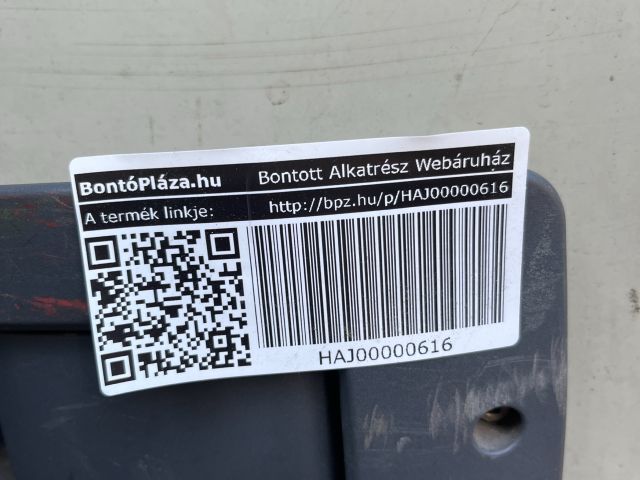 BontóPláza.hu Bontott Alkatrész Webáruház
A termék linkje: http://bpz.hu/p/HAJ00000616
HAJ00000616